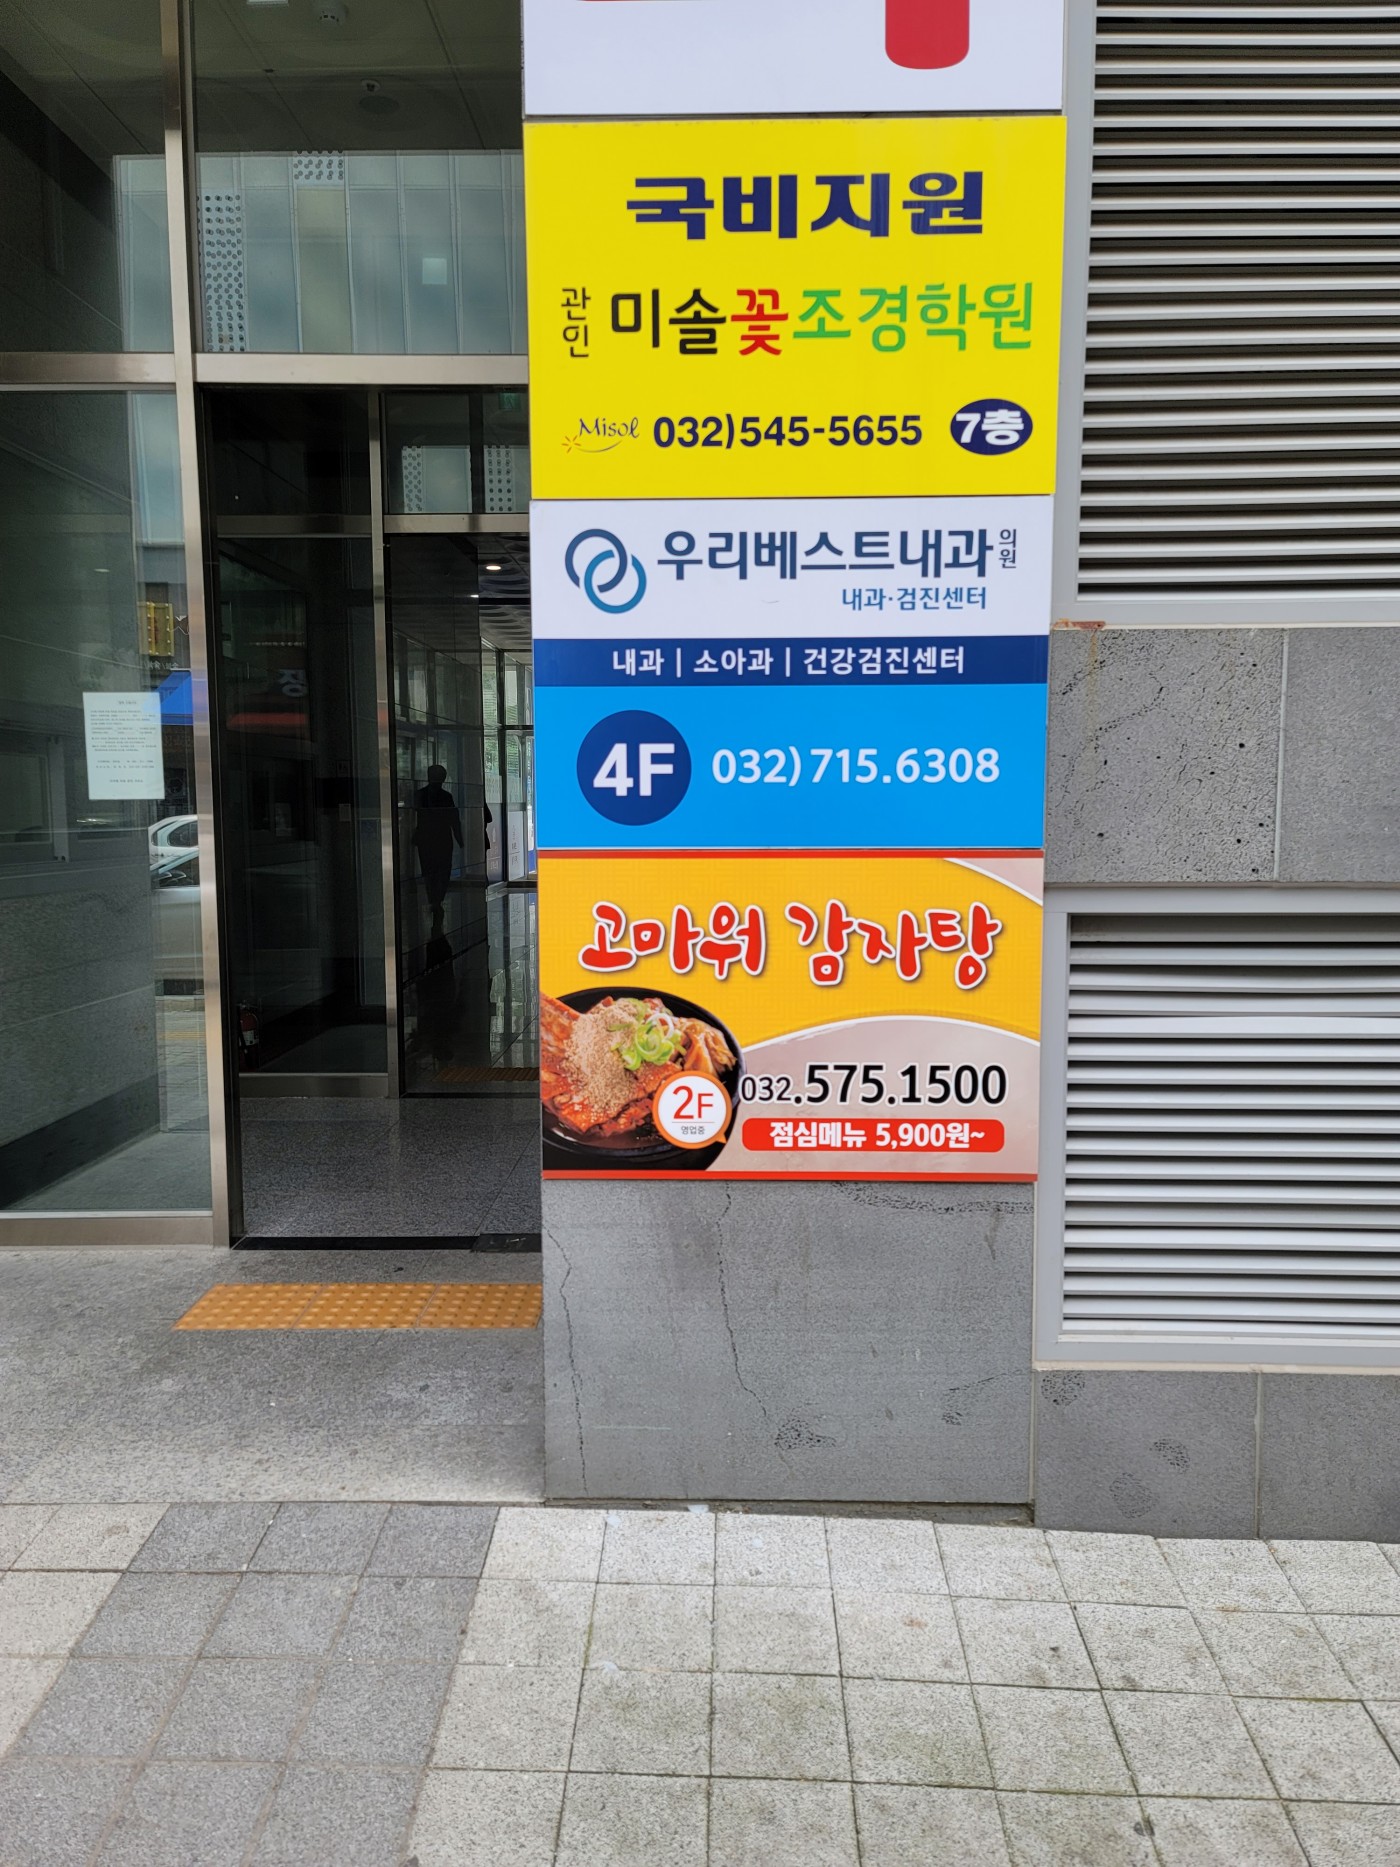 국비지원
관인 미솔꽃조경학원
Misol 032)545-5655 7층
우리베스트내과의원
내과·검진센터
내과 | 소아과 | 건강검진센터
4F 032)715.6308
고마워 감자탕
032.575.1500
2F
영업중
점심메뉴 5,900원~